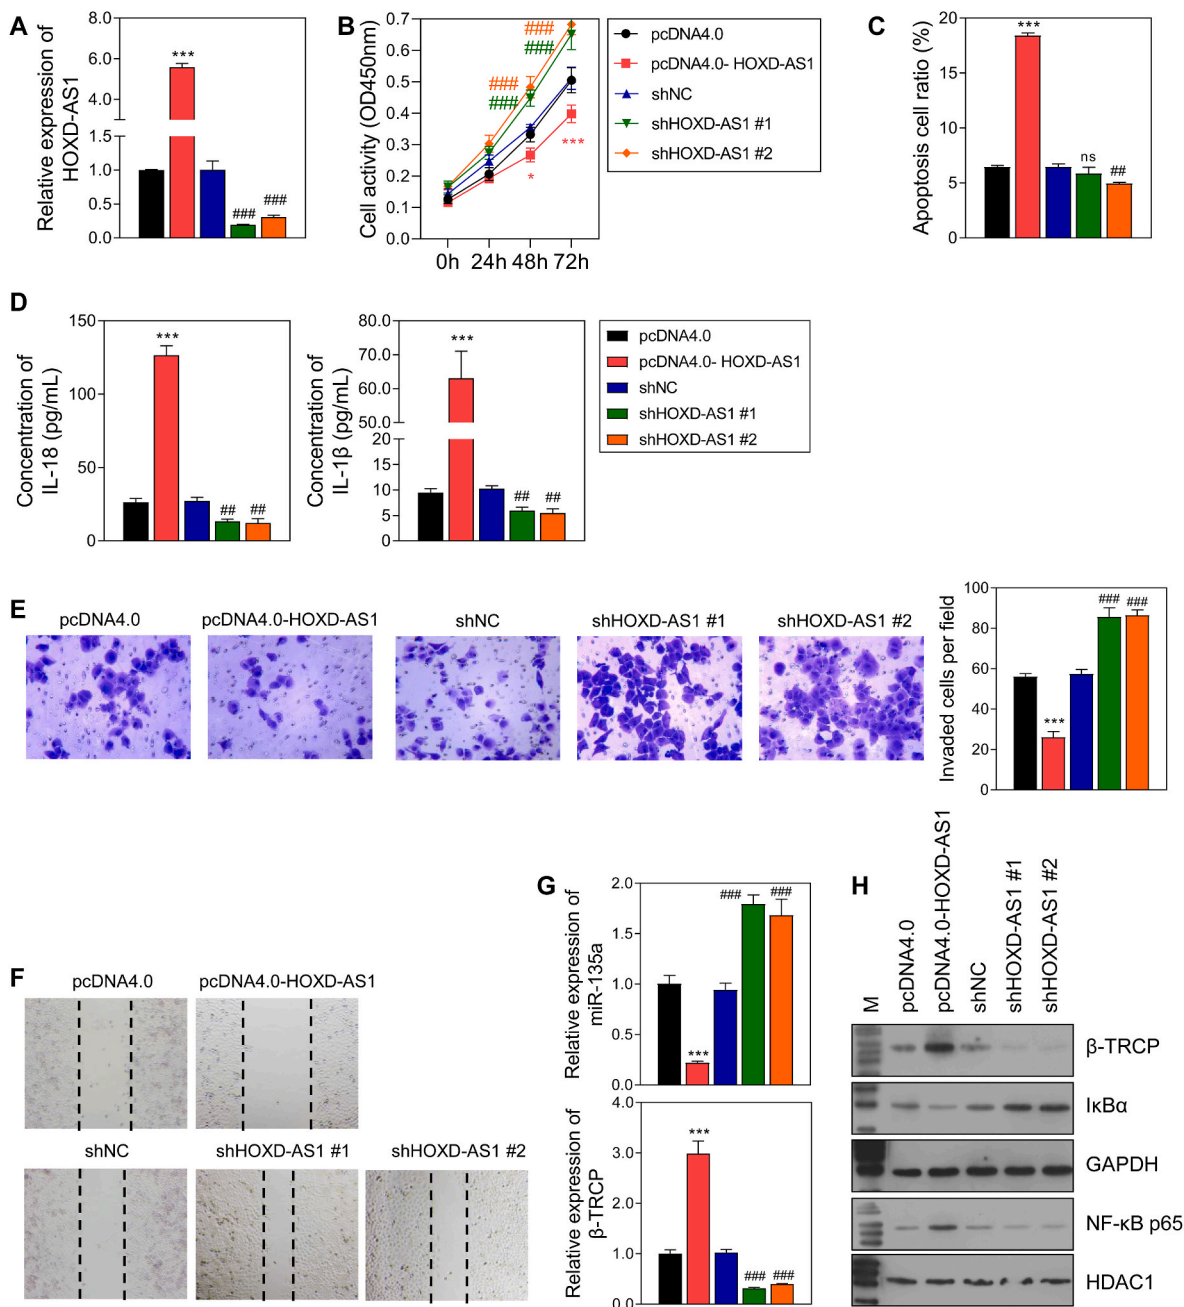 A
Relative expression of
HOXD-AS1
8.0
6.0
4.0
1.5
1.0
0.5
0.0
***
###
###
B
Cell activity (OD450nm)
0.7
0.6
0.5
0.4
0.3
0.2
0.1
0.0
###
###
###
###
*
***
0h 24h 48h 72h
pcDNA4.0
pcDNA4.0- HOXD-AS1
shNC
shHOXD-AS1 #1
shHOXD-AS1 #2
C
Apoptosis cell ratio (%)
20
15
10
5
0
***
ns
##
D
Concentration of
IL-18 (pg/mL)
150
100
50
0
***
##
##
Concentration of
IL-1β (pg/mL)
80.0
70.0
60.0
50.0
20
15
10
5
0
***
##
##
pcDNA4.0
pcDNA4.0- HOXD-AS1
shNC
shHOXD-AS1 #1
shHOXD-AS1 #2
E
pcDNA4.0
pcDNA4.0-HOXD-AS1
shNC
shHOXD-AS1 #1
shHOXD-AS1 #2
Invaded cells per field
100
80
60
40
20
0
***
###
###
F
pcDNA4.0
pcDNA4.0-HOXD-AS1
shNC
shHOXD-AS1 #1
shHOXD-AS1 #2
G
Relative expression of
miR-135a
2.0
1.5
1.0
0.5
0.0
***
###
###
Relative expression of
β-TRCP
4.0
3.0
2.0
1.0
0.0
***
###
###
H
M
pcDNA4.0
pcDNA4.0-HOXD-AS1
shNC
shHOXD-AS1 #1
shHOXD-AS1 #2
β-TRCP
IκBα
GAPDH
NF-κB p65
HDAC1